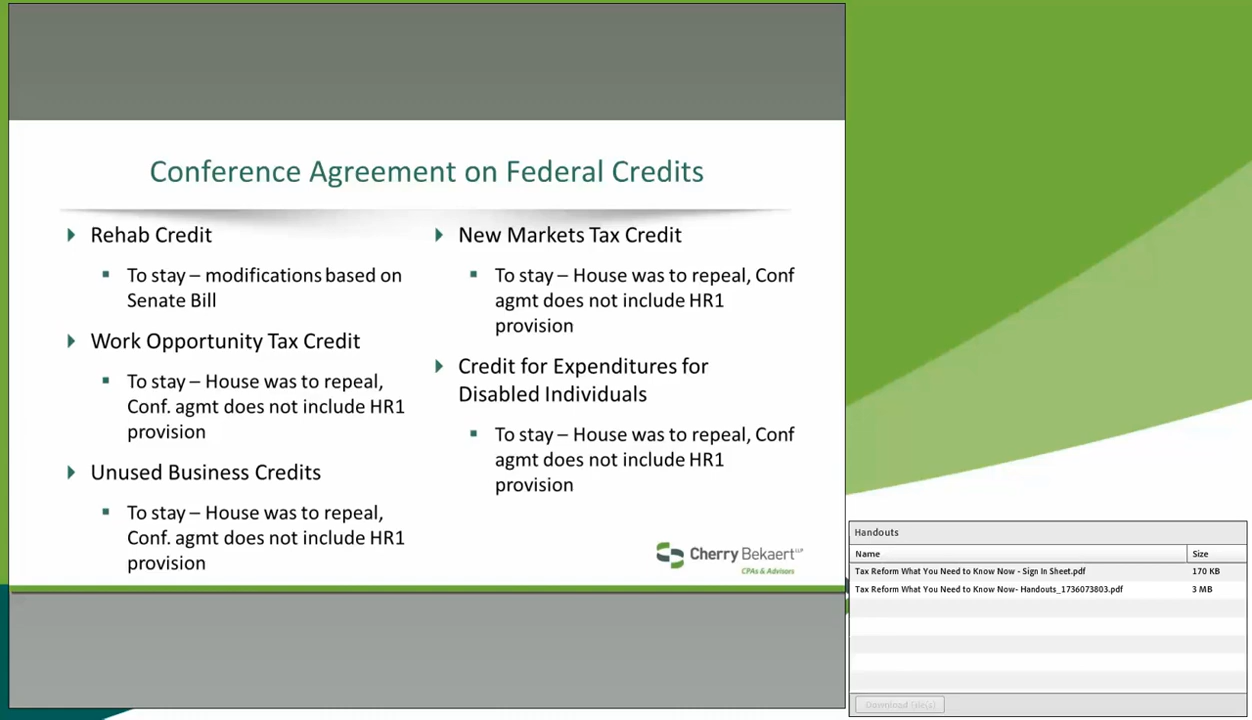 Conference Agreement on Federal Credits
Rehab Credit
To stay – modifications based on
Senate Bill
Work Opportunity Tax Credit
To stay – House was to repeal,
Conf. agmt does not include HR1
provision
Unused Business Credits
To stay – House was to repeal,
Conf. agmt does not include HR1
provision
New Markets Tax Credit
To stay – House was to repeal, Conf
agmt does not include HR1
provision
Credit for Expenditures for
Disabled Individuals
To stay – House was to repeal, Conf
agmt does not include HR1
provision
Cherry Bekaert LLP
CPAs & Advisors
Handouts
Name Size
Tax Reform What You Need to Know Now - Sign In Sheet.pdf 170 KB
Tax Reform What You Need to Know Now- Handouts_1736073803.pdf 3 MB
Download File(s)